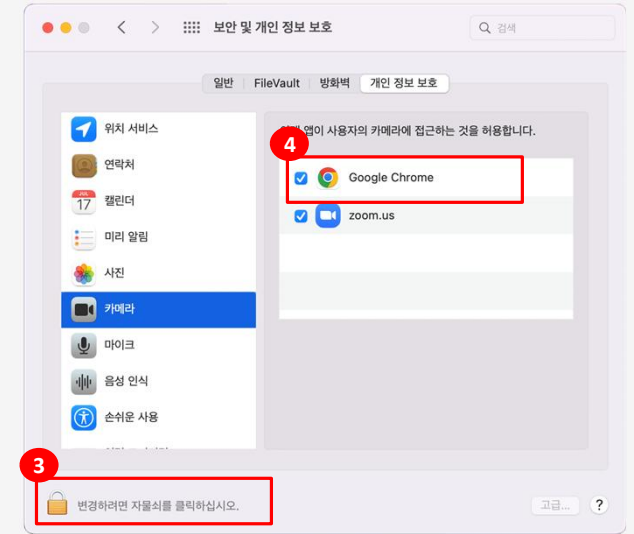 보안 및 개인 정보 보호
검색
일반
FileVault
방화벽
개인 정보 보호
위치 서비스
연락처
캘린더
17
미리 알림
사진
카메라
마이크
음성 인식
손쉬운 사용
앱이 사용자의 카메라에 접근하는 것을 허용합니다.
4
Google Chrome
zoom.us
3
변경하려면 자물쇠를 클릭하십시오.
고급...
?